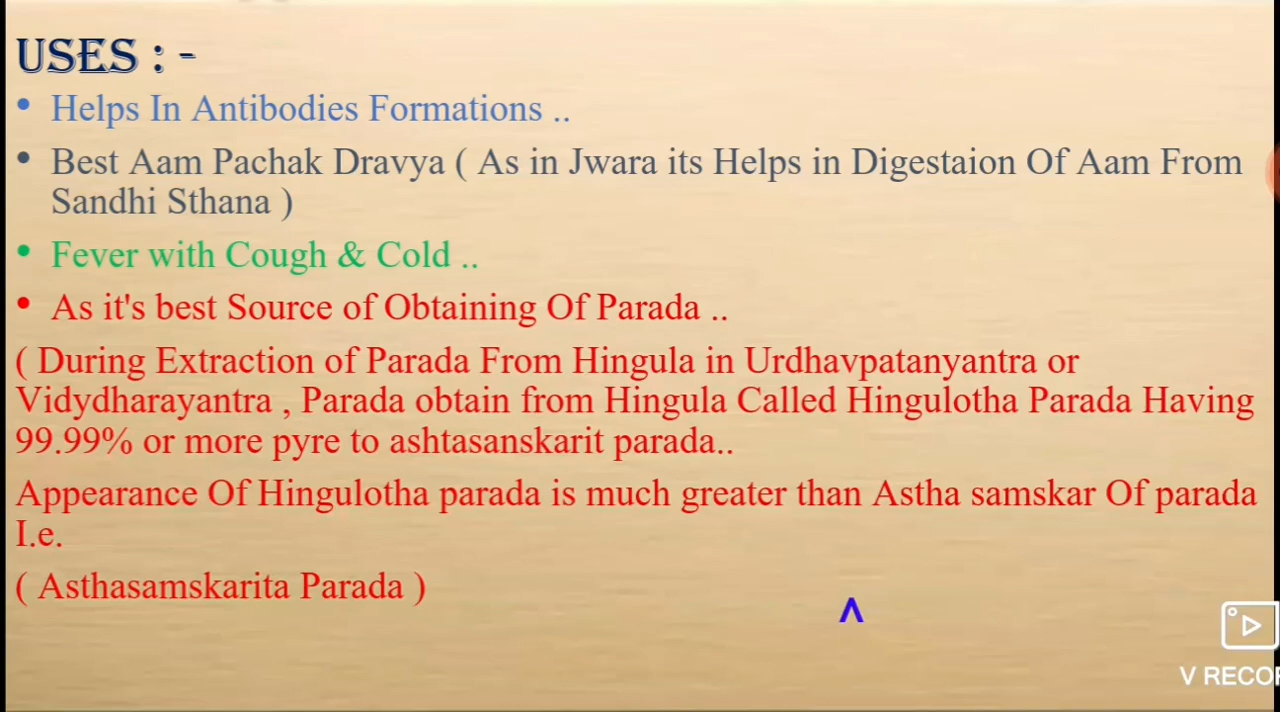 USES : -
• Helps In Antibodies Formations ..
• Best Aam Pachak Dravya ( As in Jwara its Helps in Digestaion Of Aam From
Sandhi Sthana )
• Fever with Cough & Cold ..
• As it's best Source of Obtaining Of Parada ..
( During Extraction of Parada From Hingula in Urdhavpatanyantra or
Vidydharayantra , Parada obtain from Hingula Called Hingulotha Parada Having
99.99% or more pyre to ashtasanskarit parada..
Appearance Of Hingulotha parada is much greater than Astha samskar Of parada
I.e.
( Asthasamskarita Parada )
^
V RECOR